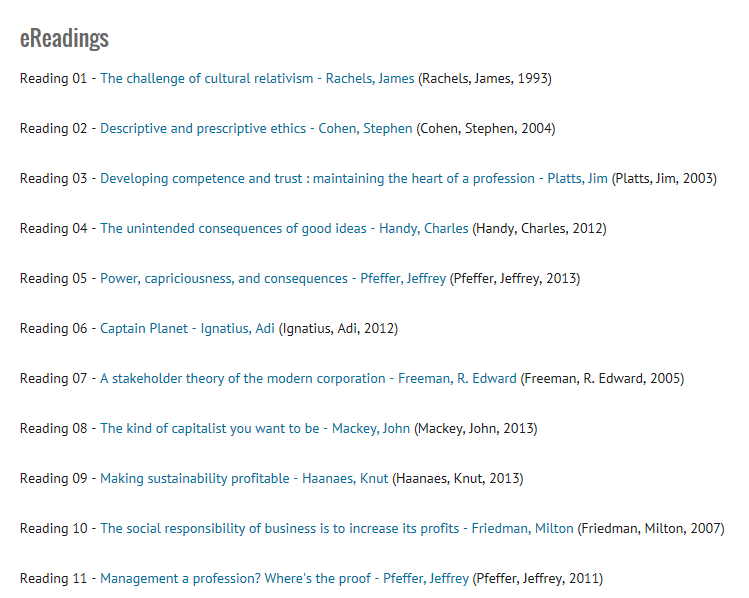 eReadings
Reading 01 - The challenge of cultural relativism - Rachels, James (Rachels, James, 1993)
Reading 02 - Descriptive and prescriptive ethics - Cohen, Stephen (Cohen, Stephen, 2004)
Reading 03 - Developing competence and trust : maintaining the heart of a profession - Platts, Jim (Platts, Jim, 2003)
Reading 04 - The unintended consequences of good ideas - Handy, Charles (Handy, Charles, 2012)
Reading 05 - Power, capriciousness, and consequences - Pfeffer, Jeffrey (Pfeffer, Jeffrey, 2013)
Reading 06 - Captain Planet - Ignatius, Adi (Ignatius, Adi, 2012)
Reading 07 - A stakeholder theory of the modern corporation - Freeman, R. Edward (Freeman, R. Edward, 2005)
Reading 08 - The kind of capitalist you want to be - Mackey, John (Mackey, John, 2013)
Reading 09 - Making sustainability profitable - Haanaes, Knut (Haanaes, Knut, 2013)
Reading 10 - The social responsibility of business is to increase its profits - Friedman, Milton (Friedman, Milton, 2007)
Reading 11 - Management a profession? Where's the proof - Pfeffer, Jeffrey (Pfeffer, Jeffrey, 2011)